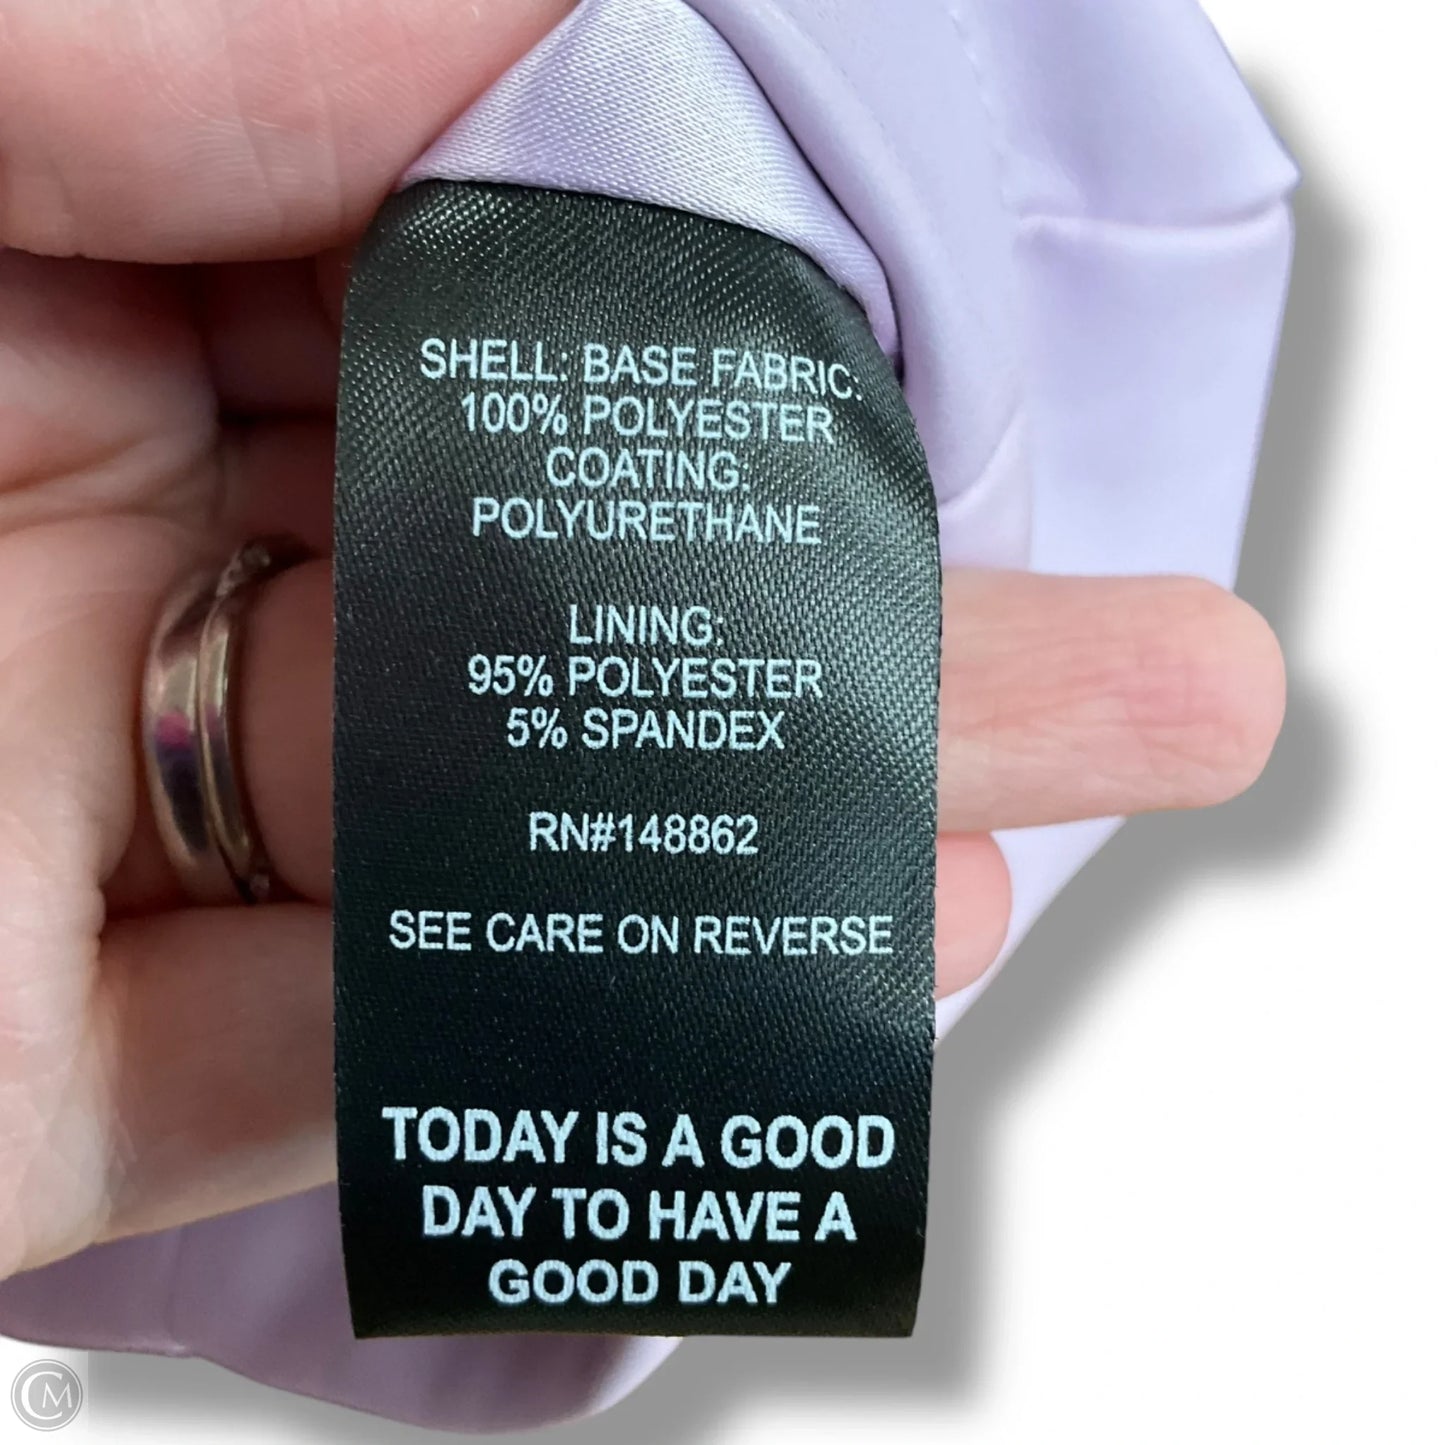 SHELL: BASE FABRIC:
100% POLYESTER
COATING:
POLYURETHANE
LINING:
95% POLYESTER
5% SPANDEX
RN#148862
SEE CARE ON REVERSE
TODAY IS A GOOD
DAY TO HAVE A
GOOD DAY
CM